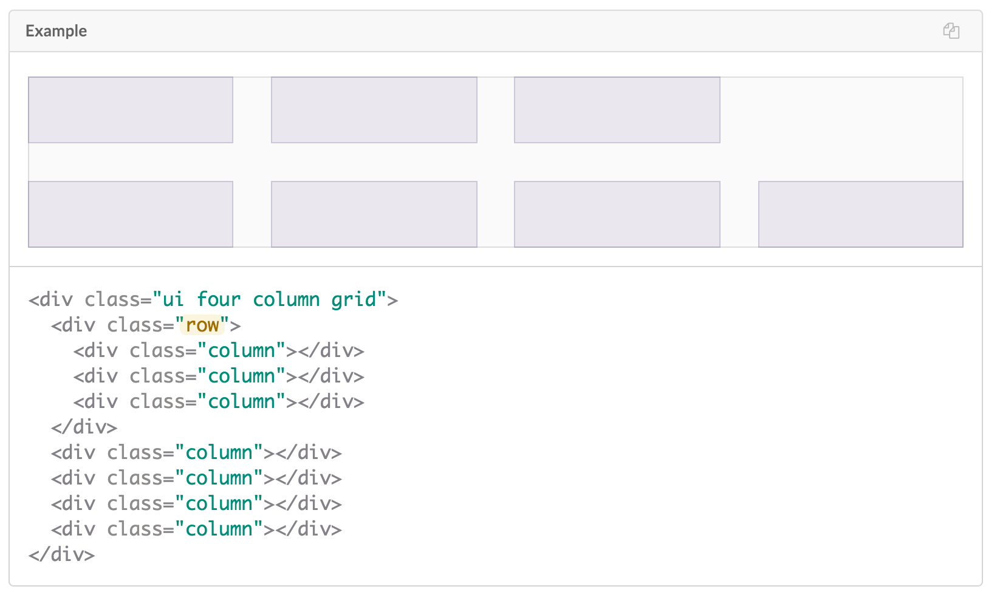 Example
<div class="ui four column grid">
  <div class="row">
    <div class="column"></div>
    <div class="column"></div>
    <div class="column"></div>
  </div>
  <div class="column"></div>
  <div class="column"></div>
  <div class="column"></div>
  <div class="column"></div>
</div>